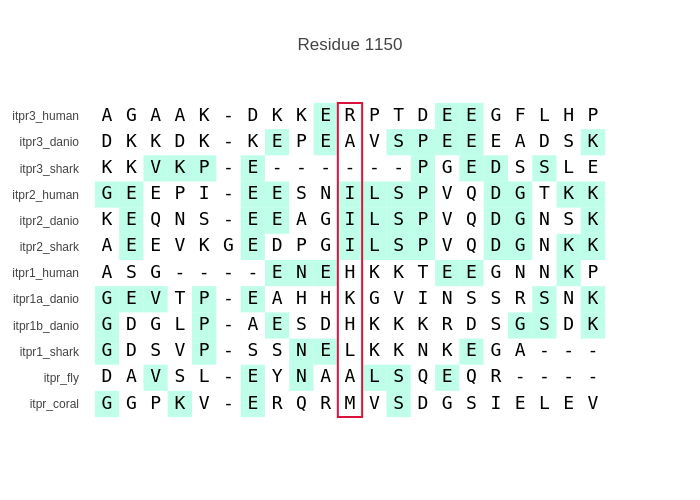 Residue 1150
itpr3_human A G A A K - D K K E R P T D E E G F L H P
itpr3_danio D K K D K - K E P E A V S P E E E A D S K
itpr3_shark K K V K P - E - - - - - - P G E D S S L E
itpr2_human G E E P I - E E S N I L S P V Q D G T K K
itpr2_danio K E Q N S - E E A G I L S P V Q D G N S K
itpr2_shark A E E V K G E D P G I L S P V Q D G N K K
itpr1_human A S G - - - - E N E H K K T E E G N N K P
itpr1a_danio G E V T P - E A H H K G V I N S S R S N K
itpr1b_danio G D G L P - A E S D H K K K R D S G S D K
itpr1_shark G D S V P - S S N E L K K N K E G A - - -
itpr_fly D A V S L - E Y N A A L S Q E Q R - - - -
itpr_coral G G P K V - E R Q R M V S D G S I E L E V